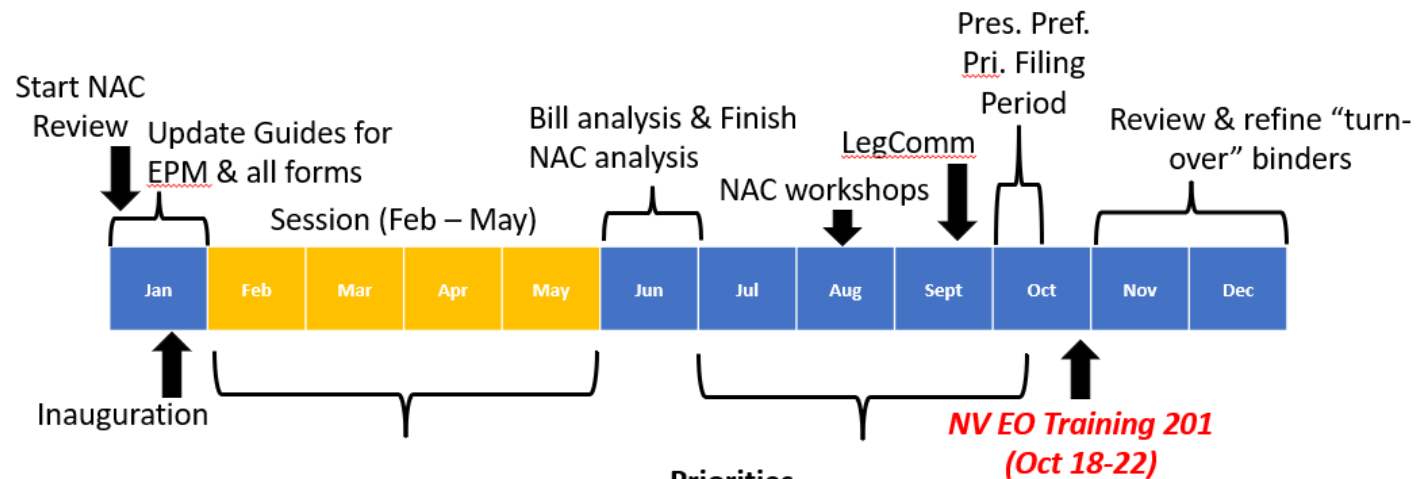 Pres. Pref.
Pri. Filing
Period
Start NAC
Review
Update Guides for
EPM & all forms
Session (Feb – May)
Bill analysis & Finish
NAC analysis
NAC workshops
LegComm
Review & refine “turn-
over” binders
Jan
Feb
Mar
Apr
May
Jun
Jul
Aug
Sept
Oct
Nov
Dec
Inauguration
NV EO Training 201
(Oct 18-22)
Priorities